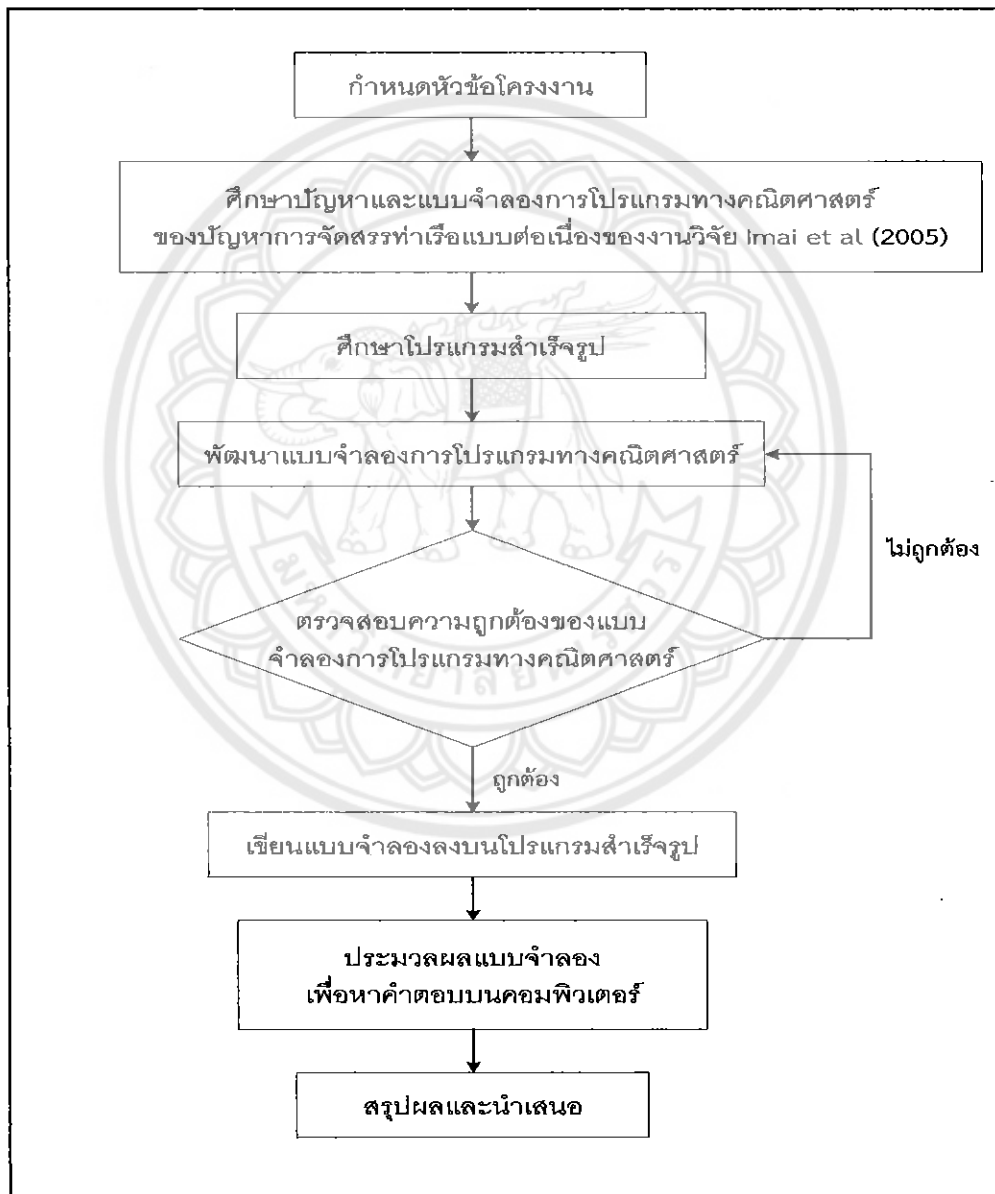 กำหนดหัวข้อโครงงาน
ศึกษาปัญหาและแบบจำลองการโปรแกรมทางคณิตศาสตร์
ของปัญหาการจัดสรรท่าเรือแบบต่อเนื่องของงานวิจัย Imai et al (2005)
ศึกษาโปรแกรมสำเร็จรูป
พัฒนาแบบจำลองการโปรแกรมทางคณิตศาสตร์
ไม่ถูกต้อง
ตรวจสอบความถูกต้องของแบบ
จำลองการโปรแกรมทางคณิตศาสตร์
มหาวิทยาลัยนเรศวร
ถูกต้อง
เขียนแบบจำลองลงบนโปรแกรมสำเร็จรูป
ประมวลผลแบบจำลอง
เพื่อหาคำตอบบนคอมพิวเตอร์
สรุปผลและนำเสนอ